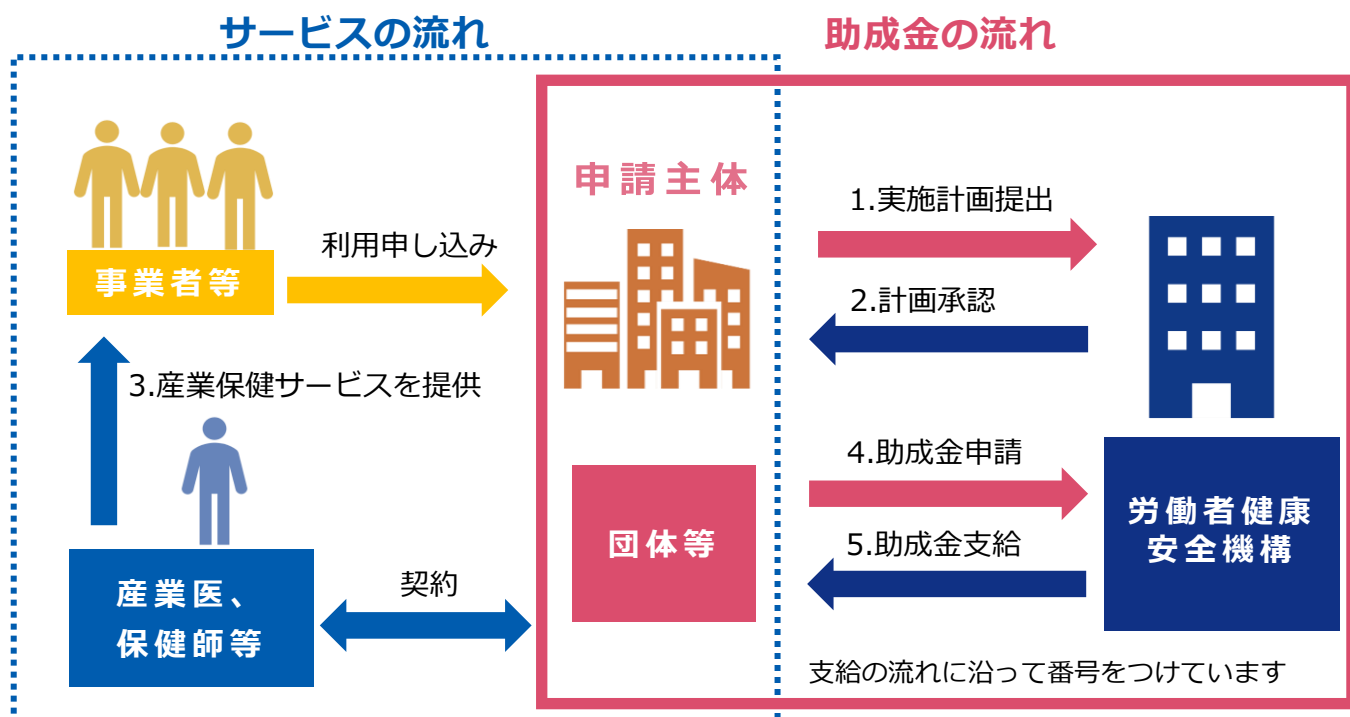 サービスの流れ
助成金の流れ
申請主体
1.実施計画提出
利用申し込み
事業者等
2.計画承認
3.産業保健サービスを提供
4.助成金申請
労働者健康
安全機構
団体等
5.助成金支給
契約
産業医、
保健師等
支給の流れに沿って番号をつけています